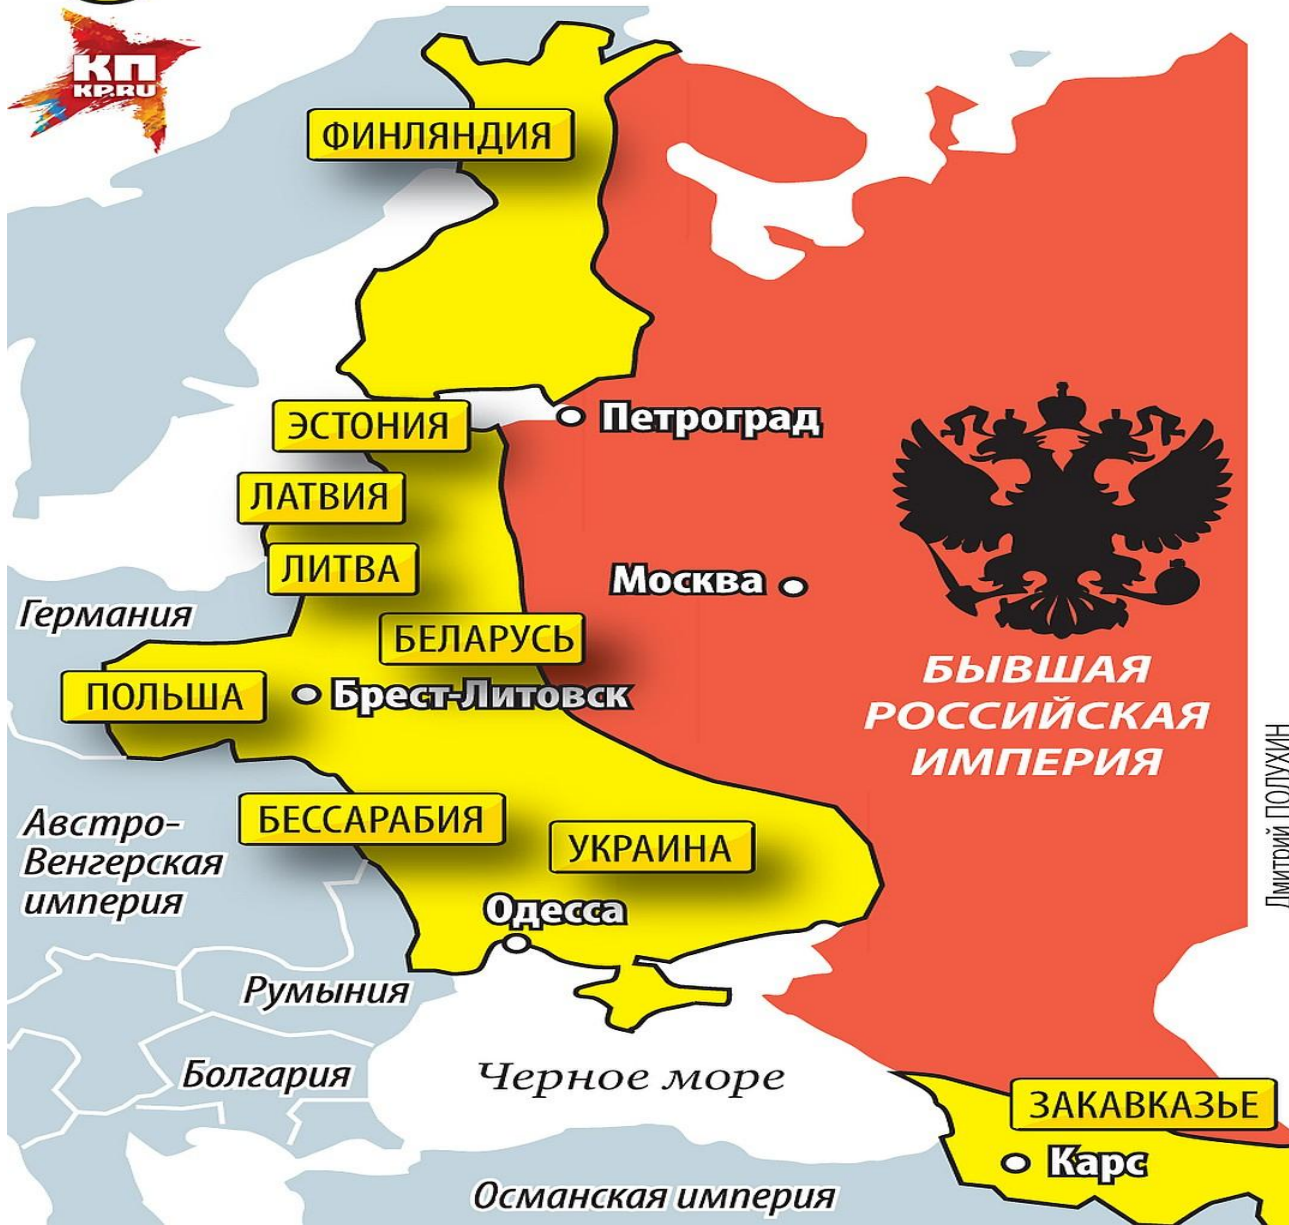 КП
KP.RU
ФИНЛЯНДИЯ
ЭСТОНИЯ
Петроград
ЛАТВИЯ
ЛИТВА
Москва
Германия
БЕЛАРУСЬ
ПОЛЬША
Брест-Литовск
БЫВШАЯ
РОССИЙСКАЯ
ИМПЕРИЯ
Дмитрий ПОЛУХИН
Австро-
Венгерская
империя
БЕССАРАБИЯ
УКРАИНА
Одесса
Румыния
Болгария
Черное море
ЗАКАВКАЗЬЕ
Карс
Османская империя